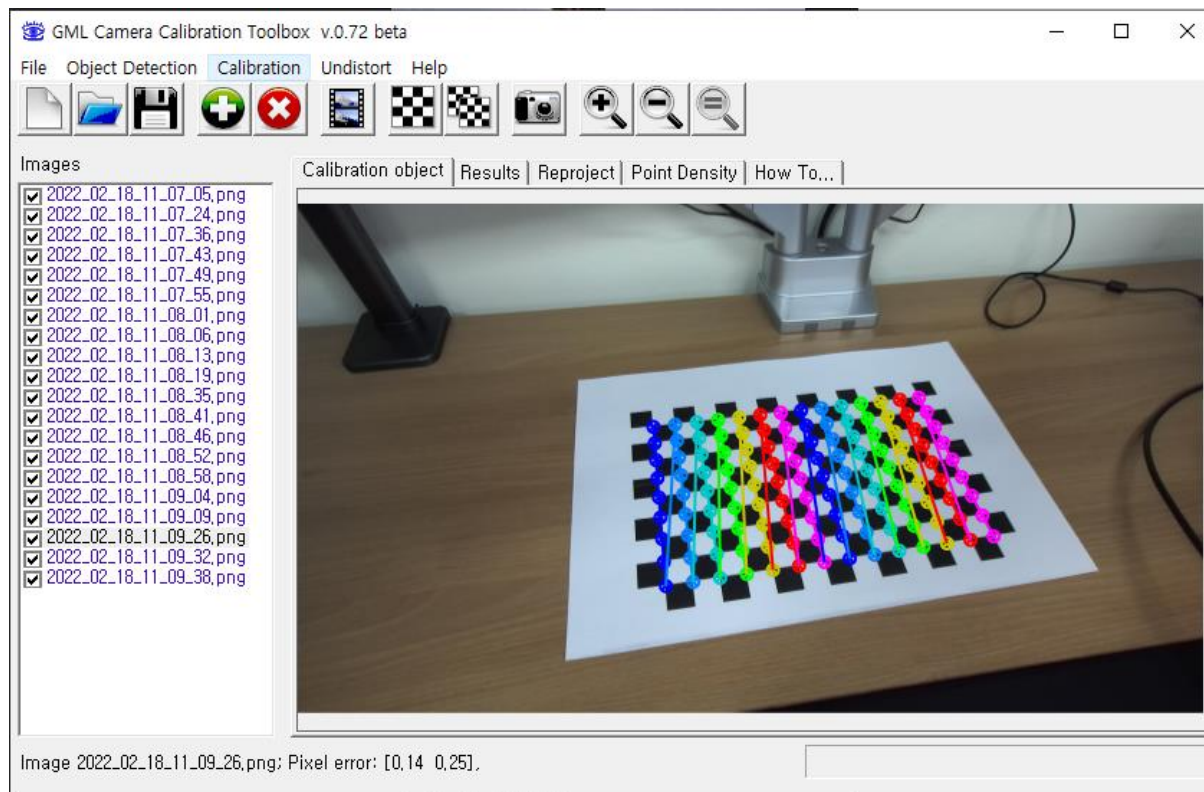 GML Camera Calibration Toolbox v.0.72 beta
File Object Detection Calibration Undistort Help
Images
Calibration object Results Reproject Point Density How To...
2022_02_18_11_07_05.png
2022_02_18_11_07_24.png
2022_02_18_11_07_36.png
2022_02_18_11_07_43.png
2022_02_18_11_07_49.png
2022_02_18_11_07_55.png
2022_02_18_11_08_01.png
2022_02_18_11_08_06.png
2022_02_18_11_08_13.png
2022_02_18_11_08_19.png
2022_02_18_11_08_35.png
2022_02_18_11_08_41.png
2022_02_18_11_08_46.png
2022_02_18_11_08_52.png
2022_02_18_11_08_58.png
2022_02_18_11_09_04.png
2022_02_18_11_09_09.png
2022_02_18_11_09_26.png
2022_02_18_11_09_32.png
2022_02_18_11_09_38.png
Image 2022_02_18_11_09_26.png; Pixel error: [0.14 0.25].